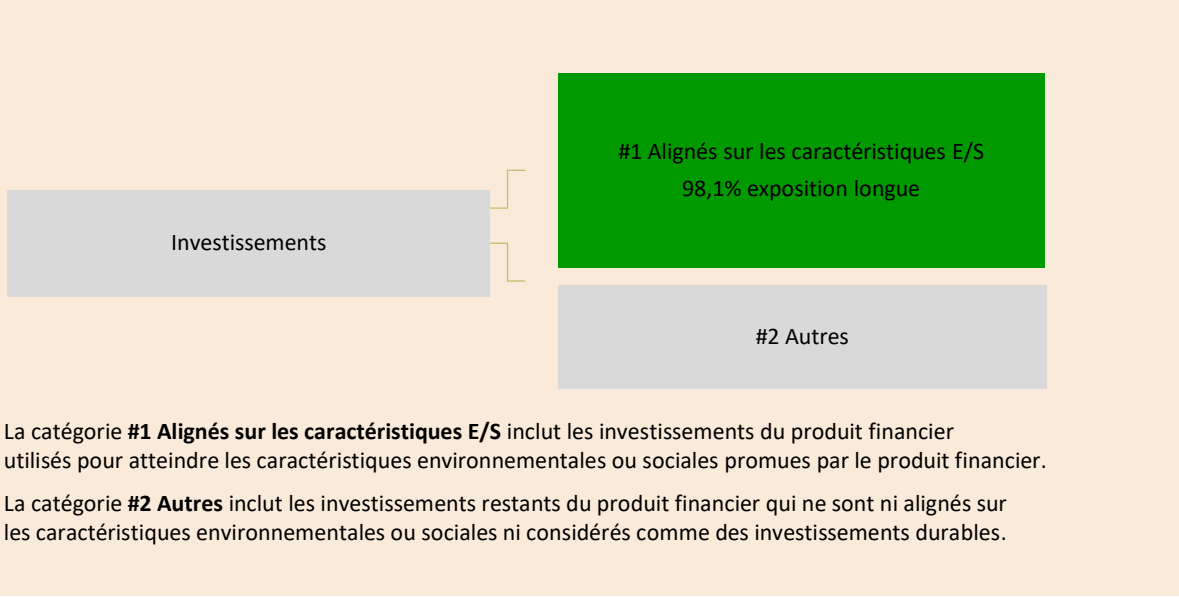 #1 Alignés sur les caractéristiques E/S
98,1% exposition longue
Investissements
#2 Autres
La catégorie #1 Alignés sur les caractéristiques E/S inclut les investissements du produit financier
utilisés pour atteindre les caractéristiques environnementales ou sociales promues par le produit financier.
La catégorie #2 Autres inclut les investissements restants du produit financier qui ne sont ni alignés sur
les caractéristiques environnementales ou sociales ni considérés comme des investissements durables.